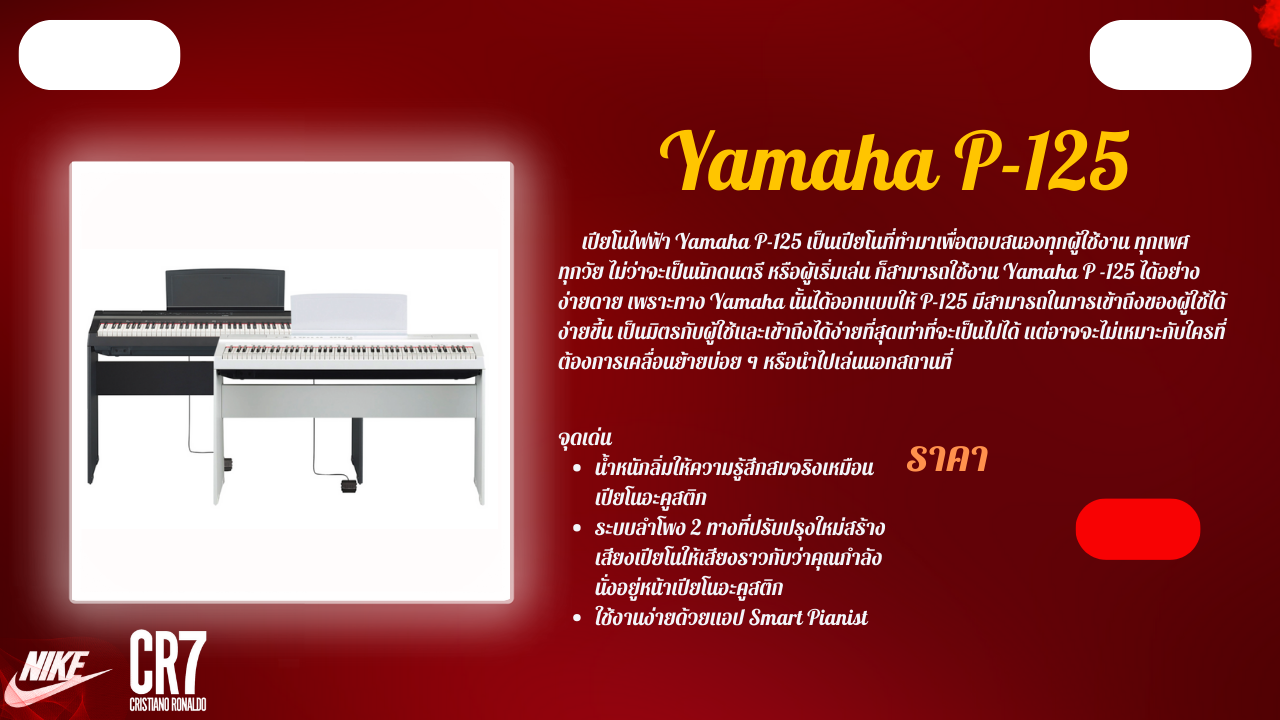 Yamaha P-125
เปียโนไฟฟ้า Yamaha P-125 เป็นเปียโนที่ทำมาเพื่อตอบสนองทุกผู้ใช้งาน ทุกเพศ
ทุกวัย ไม่ว่าจะเป็นนักดนตรี หรือผู้เริ่มเล่น ก็สามารถใช้งาน Yamaha P -125 ได้อย่าง
ง่ายดาย เพราะทาง Yamaha นั้นได้ออกแบบให้ P-125 มีสามารถในการเข้าถึงของผู้ใช้ได้
ง่ายขึ้น เป็นมิตรกับผู้ใช้และเข้าถึงได้ง่ายที่สุดเท่าที่จะเป็นไปได้ แต่อาจจะไม่เหมาะกับใครที่
ต้องการเคลื่อนย้ายบ่อย ๆ หรือนำไปเล่นนอกสถานที่
จุดเด่น
• น้ำหนักลิ่มให้ความรู้สึกสมจริงเหมือน
เปียโนอะคูสติก
• ระบบลำโพง 2 ทางที่ปรับปรุงใหม่สร้าง
เสียงเปียโนให้เสียงราวกับว่าคุณกำลัง
นั่งอยู่หน้าเปียโนอะคูสติก
• ใช้งานง่ายด้วยแอป Smart Pianist
ราคา
NIKE
CR7
CRISTIANO RONALDO